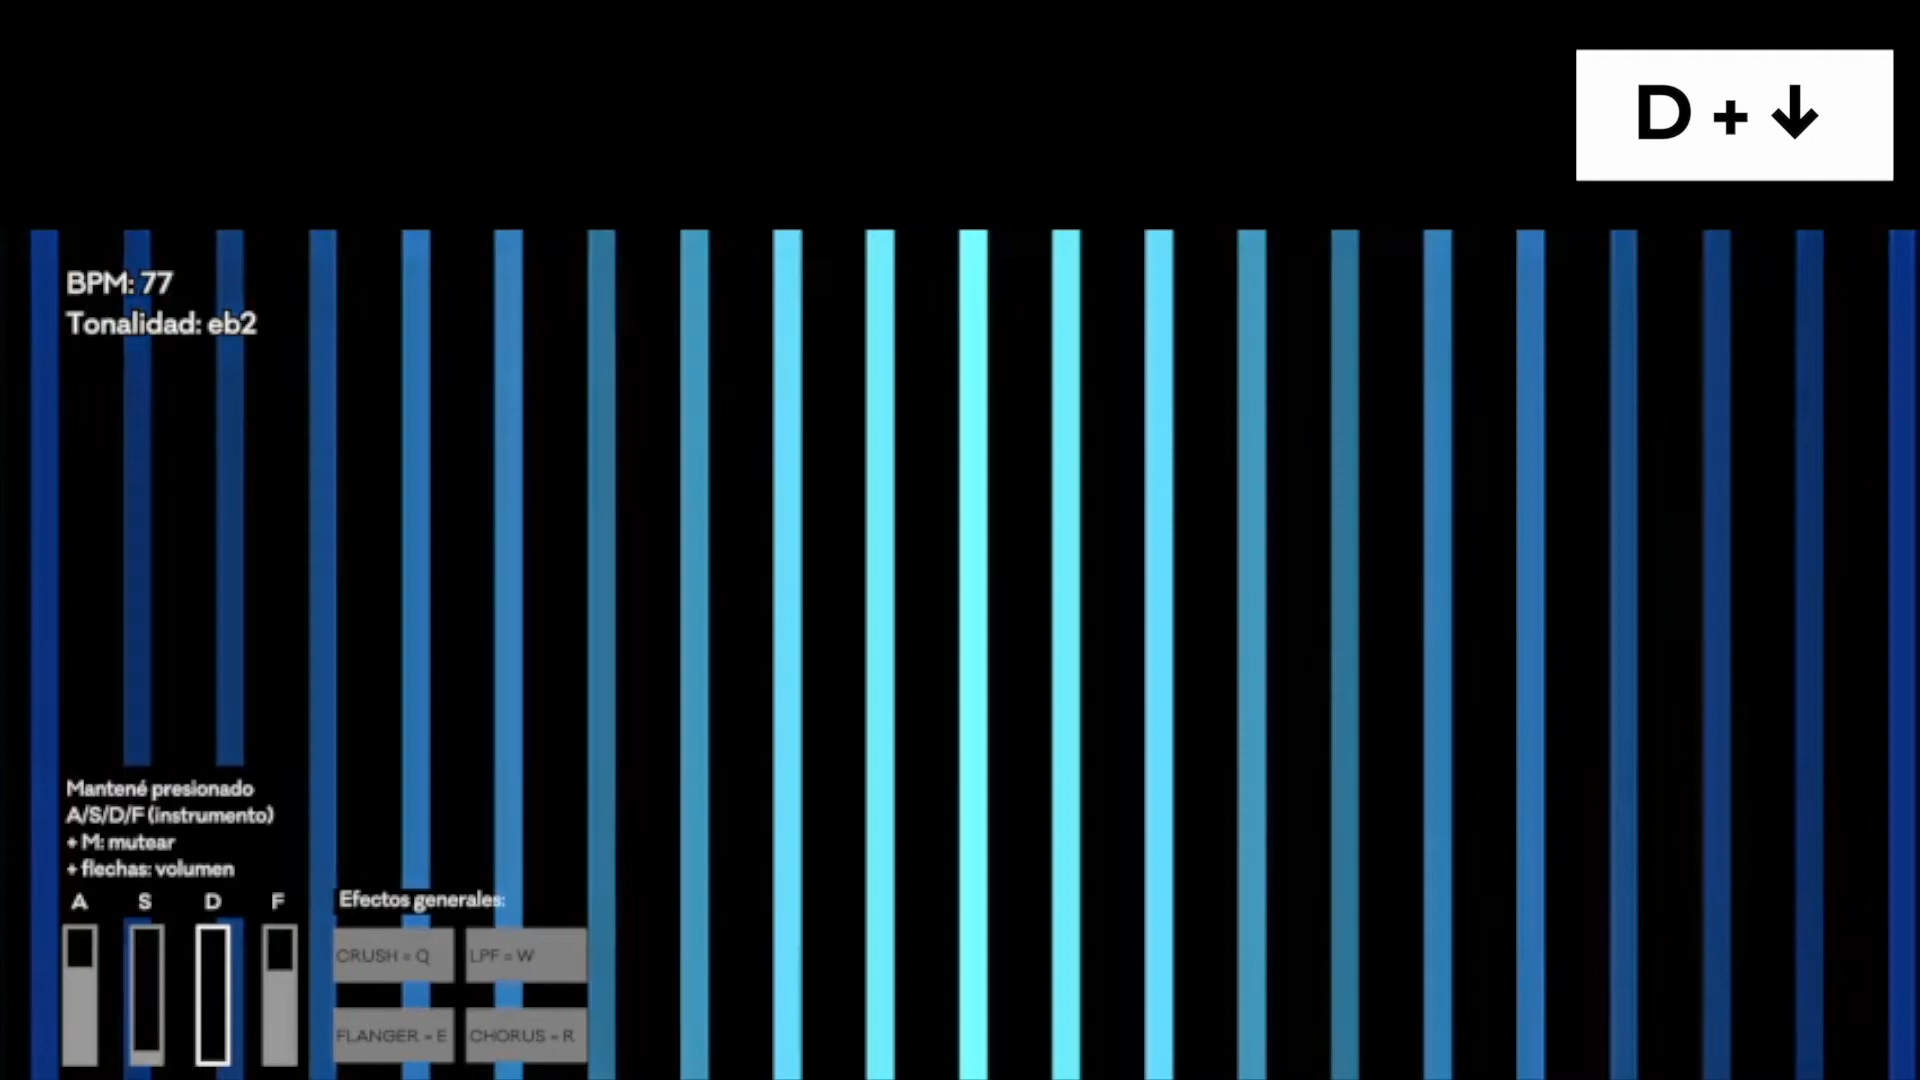 D + ↓
BPM: 77
Tonalidad: eb2
Mantené presionado
A/S/D/F (instrumento)
+ M: mutear
+ flechas: volumen
A S D F
Efectos generales:
CRUSH = Q LPF = W
FLANGER = E CHORUS = R